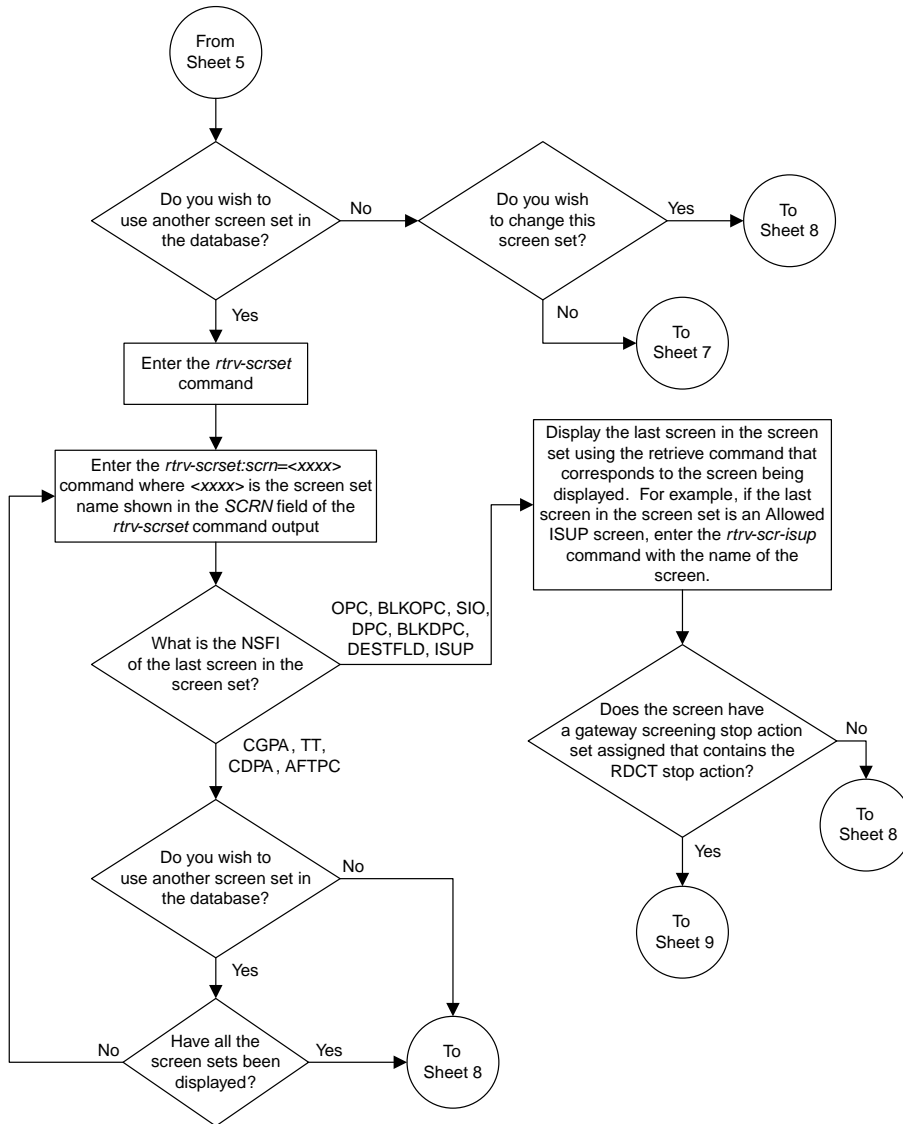 From
Sheet 5
Do you wish to
use another screen set in
the database?
No
Do you wish
to change this
screen set?
Yes
To
Sheet 8
Yes
No
To
Sheet 7
Enter the rtrv-scrset
command
Enter the rtrv-scrset:scrn=<xxxx>
command where <xxxx> is the screen set
name shown in the SCRN field of the
rtrv-scrset command output
Display the last screen in the screen
set using the retrieve command that
corresponds to the screen being
displayed. For example, if the last
screen in the screen set is an Allowed
ISUP screen, enter the rtrv-scr-isup
command with the name of the
screen.
What is the NSFI
of the last screen in the
screen set?
OPC, BLKOPC, SIO,
DPC, BLKDPC,
DESTFLD, ISUP
CGPA, TT,
CDPA, AFTPC
Does the screen have
a gateway screening stop action
set assigned that contains the
RDCT stop action?
No
To
Sheet 8
Yes
To
Sheet 9
Do you wish to
use another screen set in
the database?
No
Yes
Have all the
screen sets been
displayed?
No
Yes
To
Sheet 8